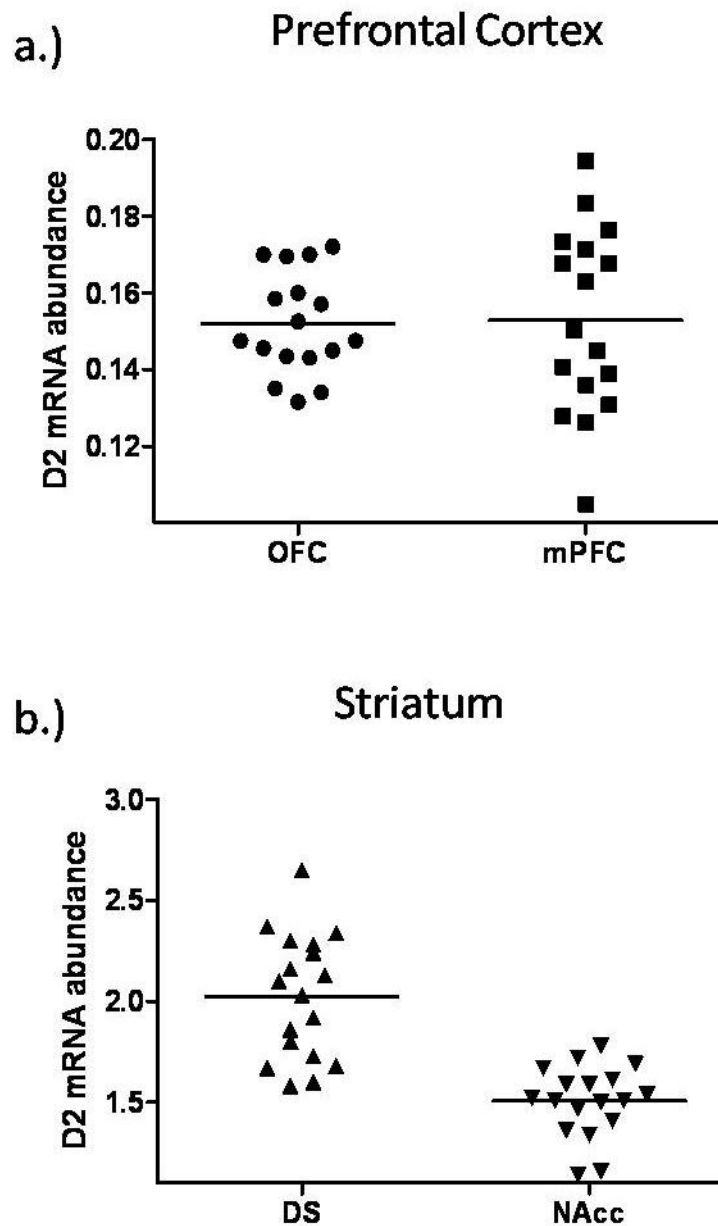 a.)
Prefrontal Cortex
D2 mRNA abundance
0.20
0.18
0.16
0.14
0.12
OFC
mPFC
b.)
Striatum
D2 mRNA abundance
3.0
2.5
2.0
1.5
DS
NAcc